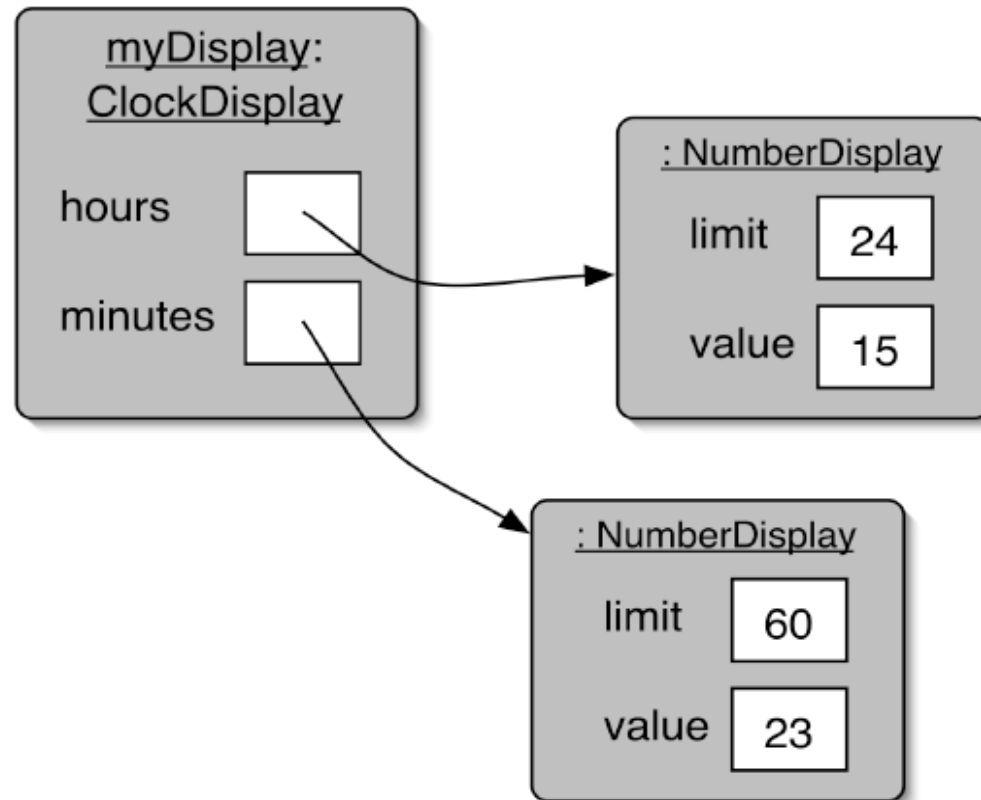 myDisplay:
ClockDisplay
hours
minutes
: NumberDisplay
limit 24
value 15
: NumberDisplay
limit 60
value 23